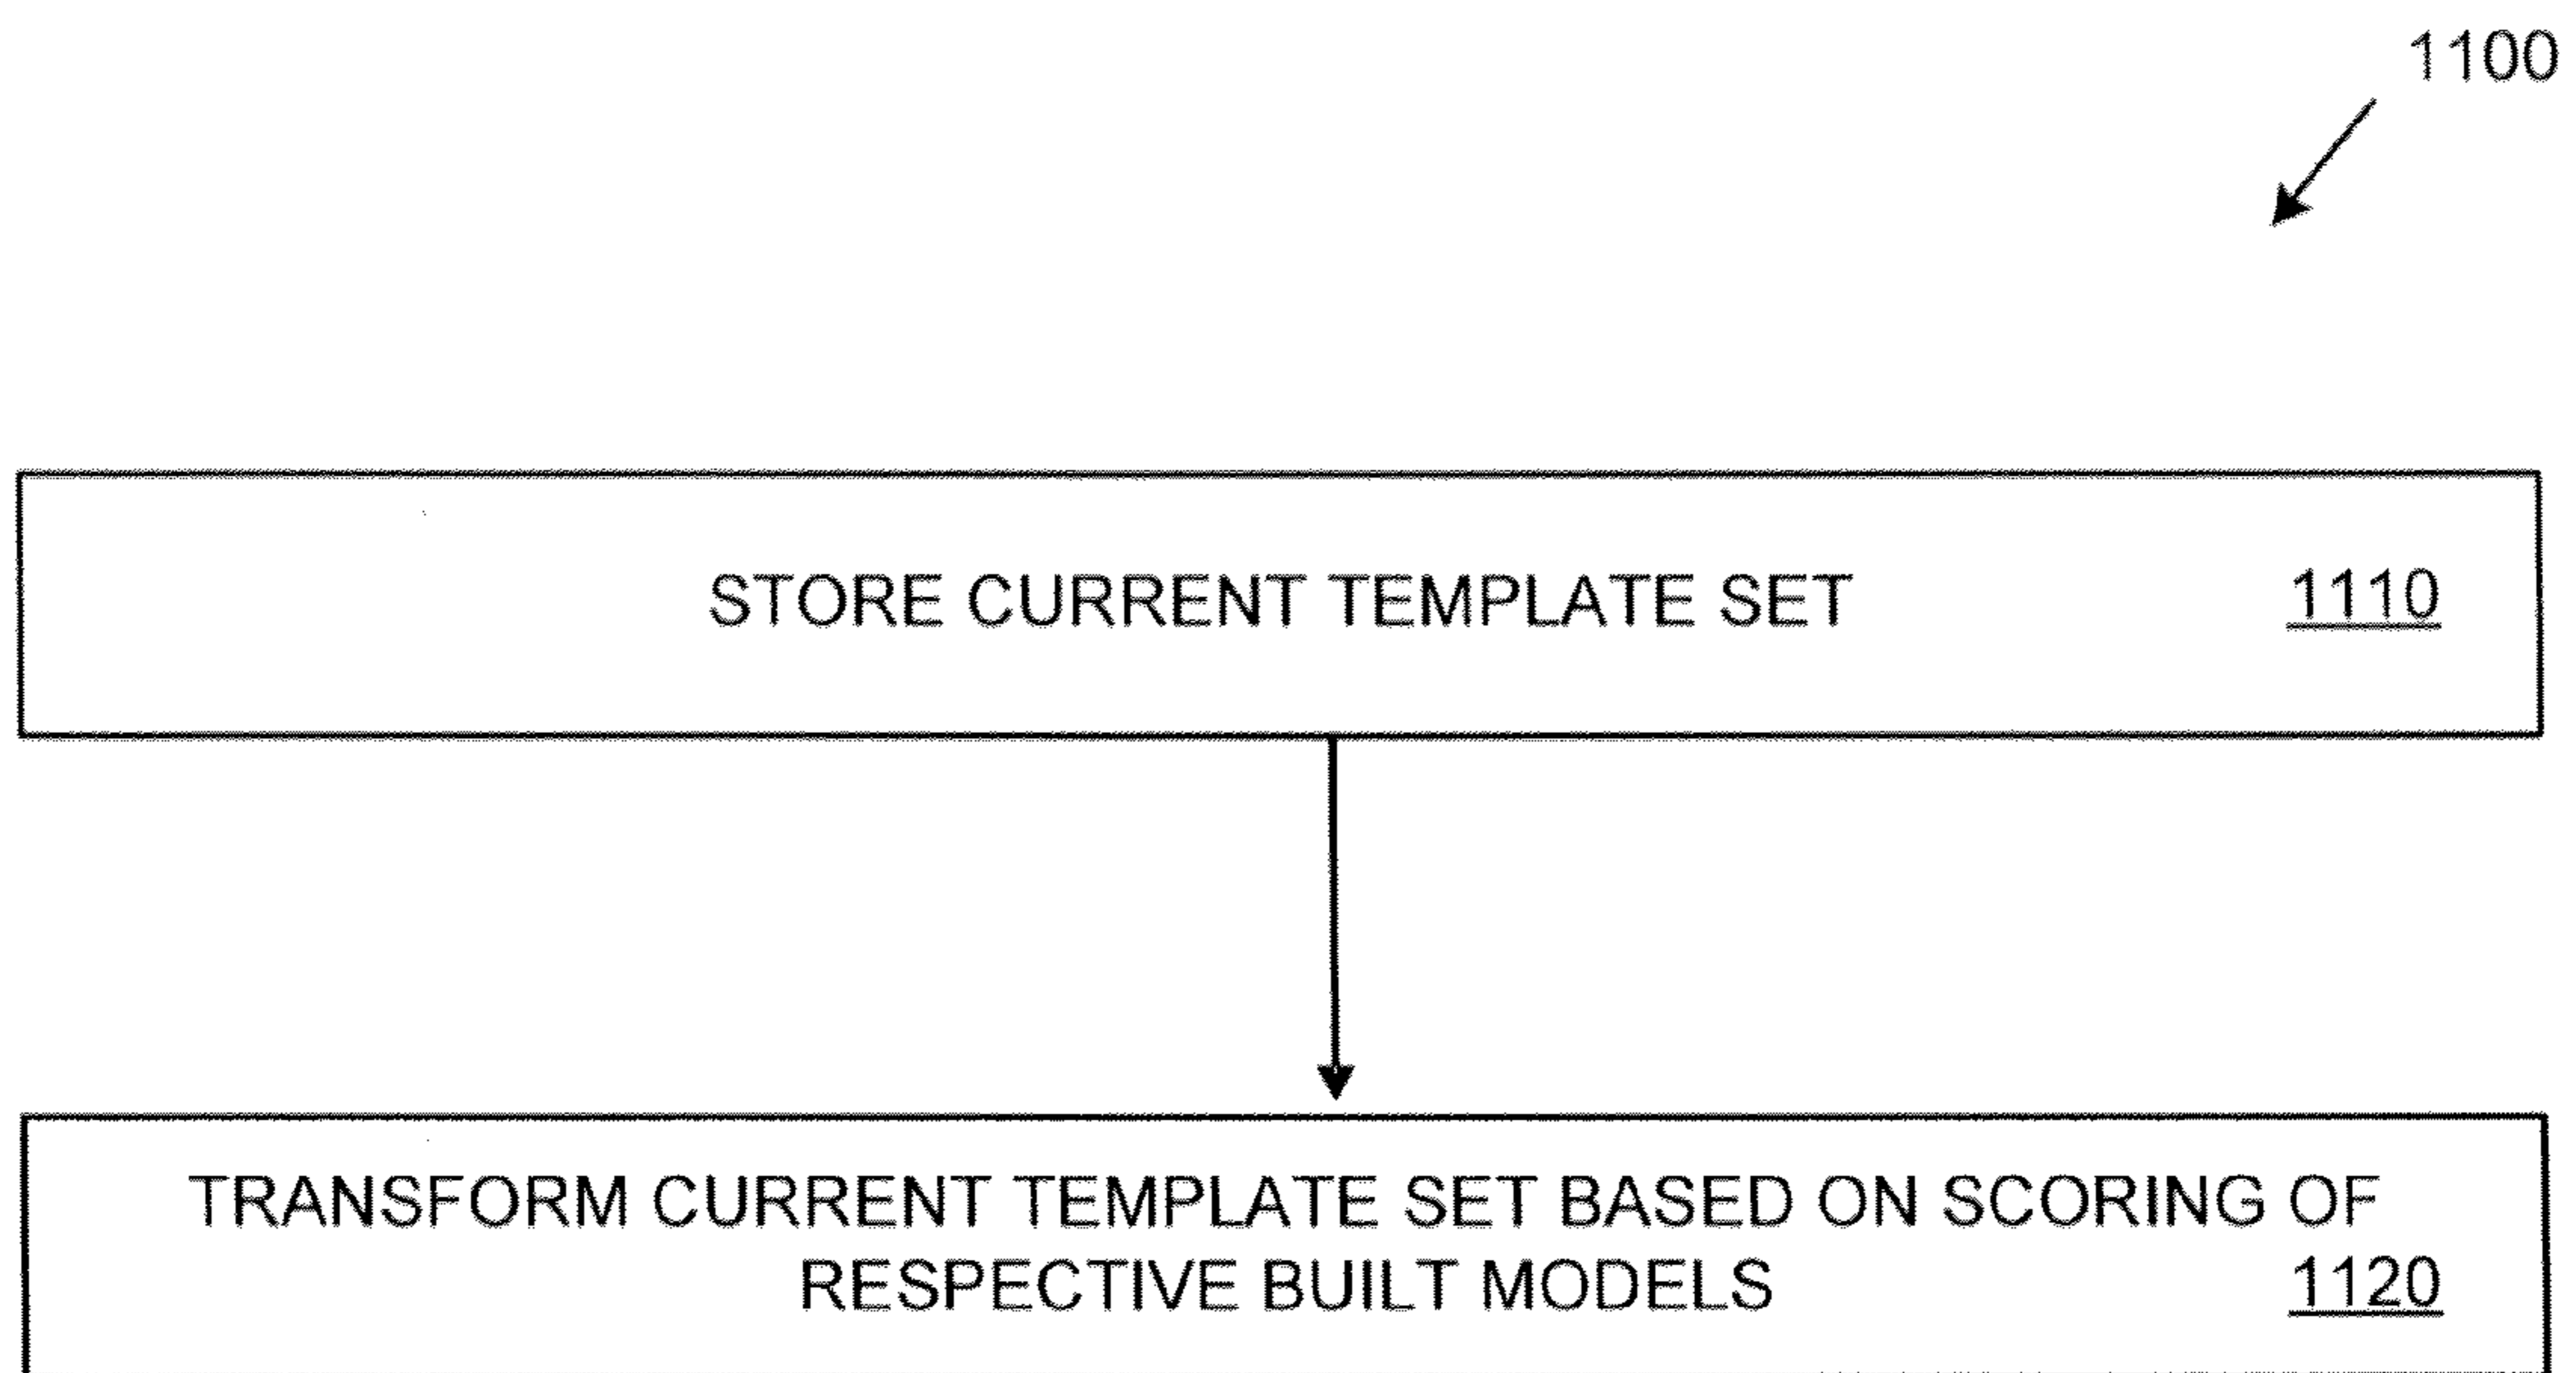 1100
STORE CURRENT TEMPLATE SET 1110
TRANSFORM CURRENT TEMPLATE SET BASED ON SCORING OF
RESPECTIVE BUILT MODELS 1120